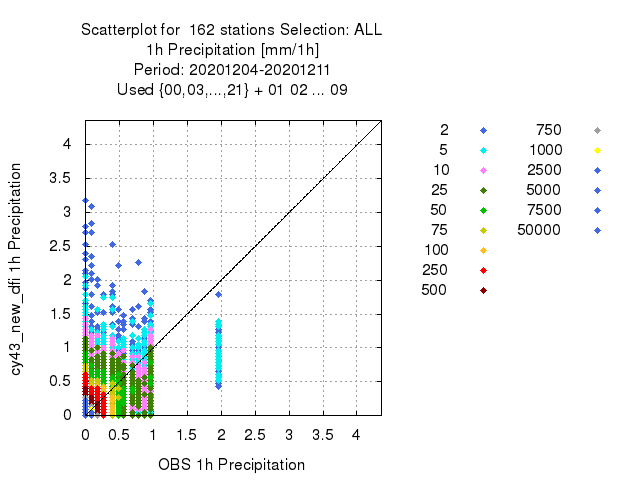 Scatterplot for 162 stations Selection: ALL
1h Precipitation [mm/1h]
Period: 20201204-20201211
Used {00,03,...,21} + 01 02 ... 09
cy43_new_dfi 1h Precipitation
4
3.5
3
2.5
2
1.5
1
0.5
0
0 0.5 1 1.5 2 2.5 3 3.5 4
OBS 1h Precipitation
2 750
5 1000
10 2500
25 5000
50 7500
75 50000
100
250
500